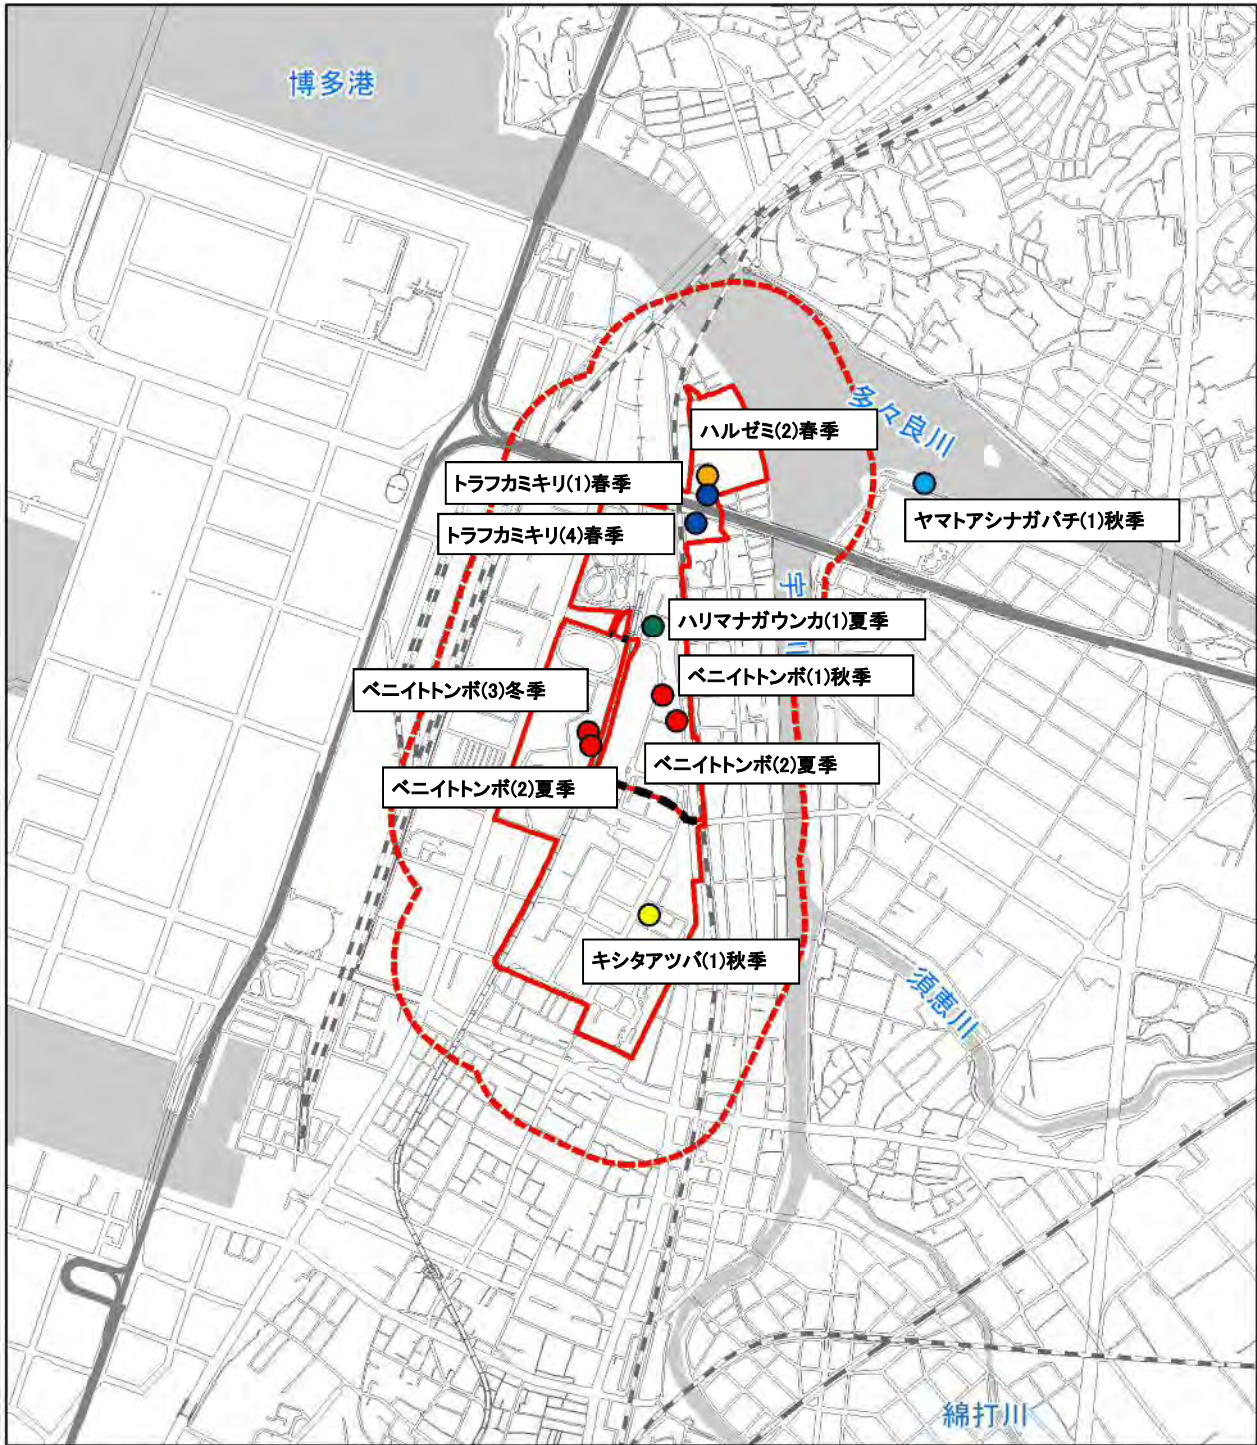 博多港
多々良川
ハルゼミ(2)春季
トラフカミキリ(1)春季
ヤマトアシナガバチ(1)秋季
トラフカミキリ(4)春季
ハリマナガウンカ(1)夏季
ベニイトトンボ(1)秋季
ベニイトトンボ(3)冬季
ベニイトトンボ(2)夏季
ベニイトトンボ(2)夏季
キシタアツバ(1)秋季
須恵川
綿打川